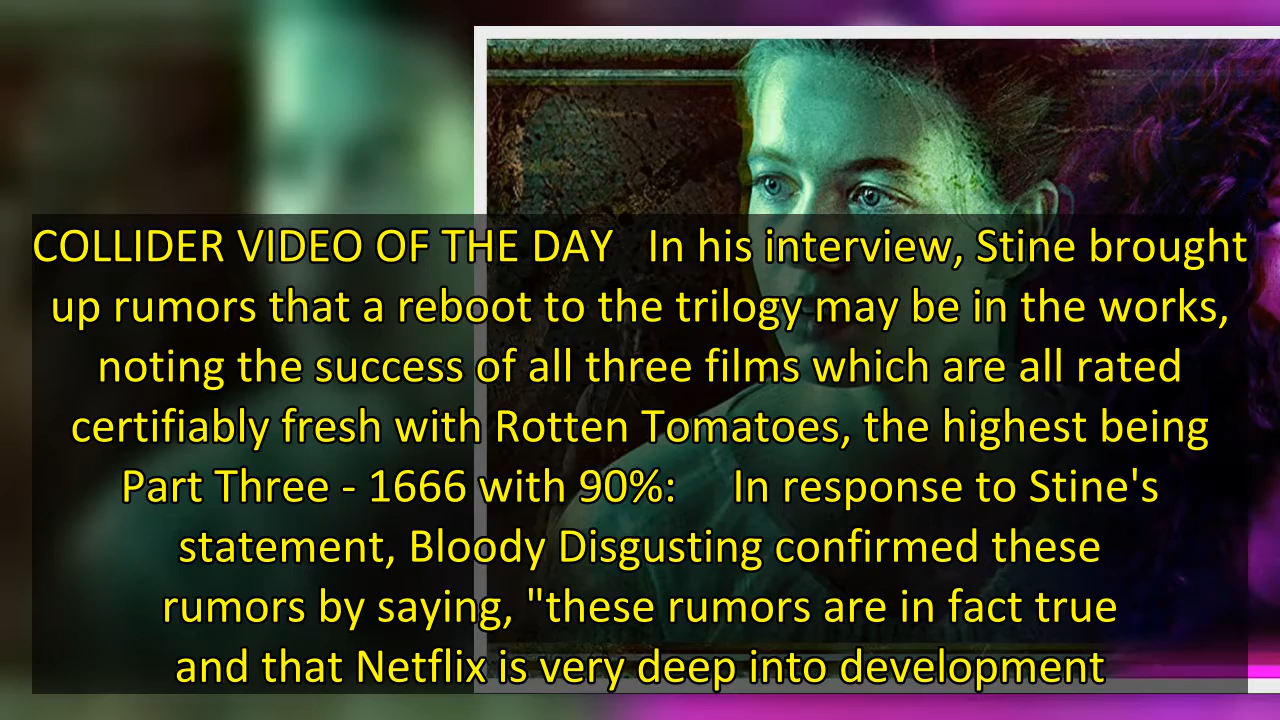 COLLIDER VIDEO OF THE DAY   In his interview, Stine brought
up rumors that a reboot to the trilogy may be in the works,
noting the success of all three films which are all rated
certifiably fresh with Rotten Tomatoes, the highest being
Part Three - 1666 with 90%:     In response to Stine's
statement, Bloody Disgusting confirmed these
rumors by saying, "these rumors are in fact true
and that Netflix is very deep into development